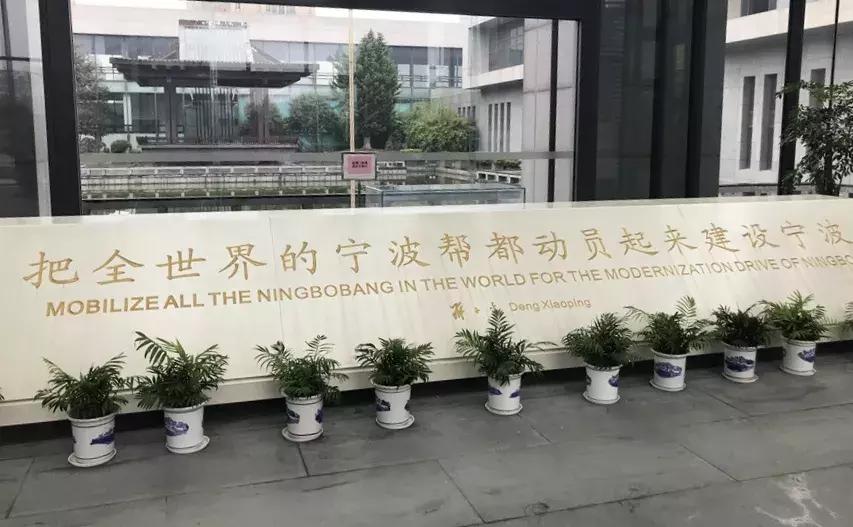 把全世界的宁波帮都动员起来建设宁波
MOBILIZE ALL THE NINGBOBANG IN THE WORLD FOR THE MODERNIZATION DRIVE OF NINGBO
Deng Xiaoping